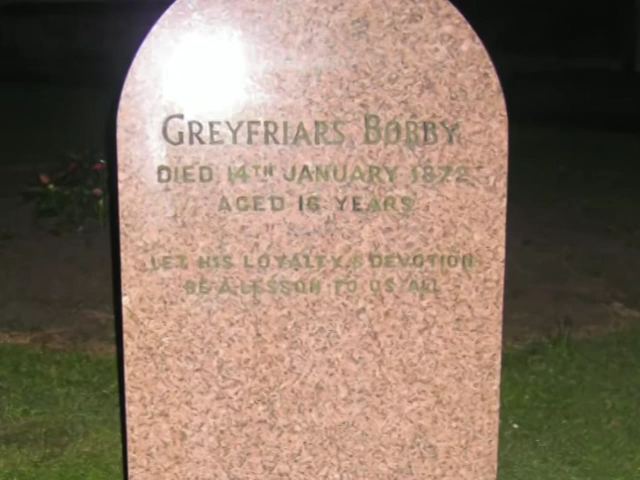 GREYFRIARS BOBBY
DIED 14TH JANUARY 1872
AGED 16 YEARS
LET HIS LOYALTY & DEVOTION
BE A LESSON TO US ALL